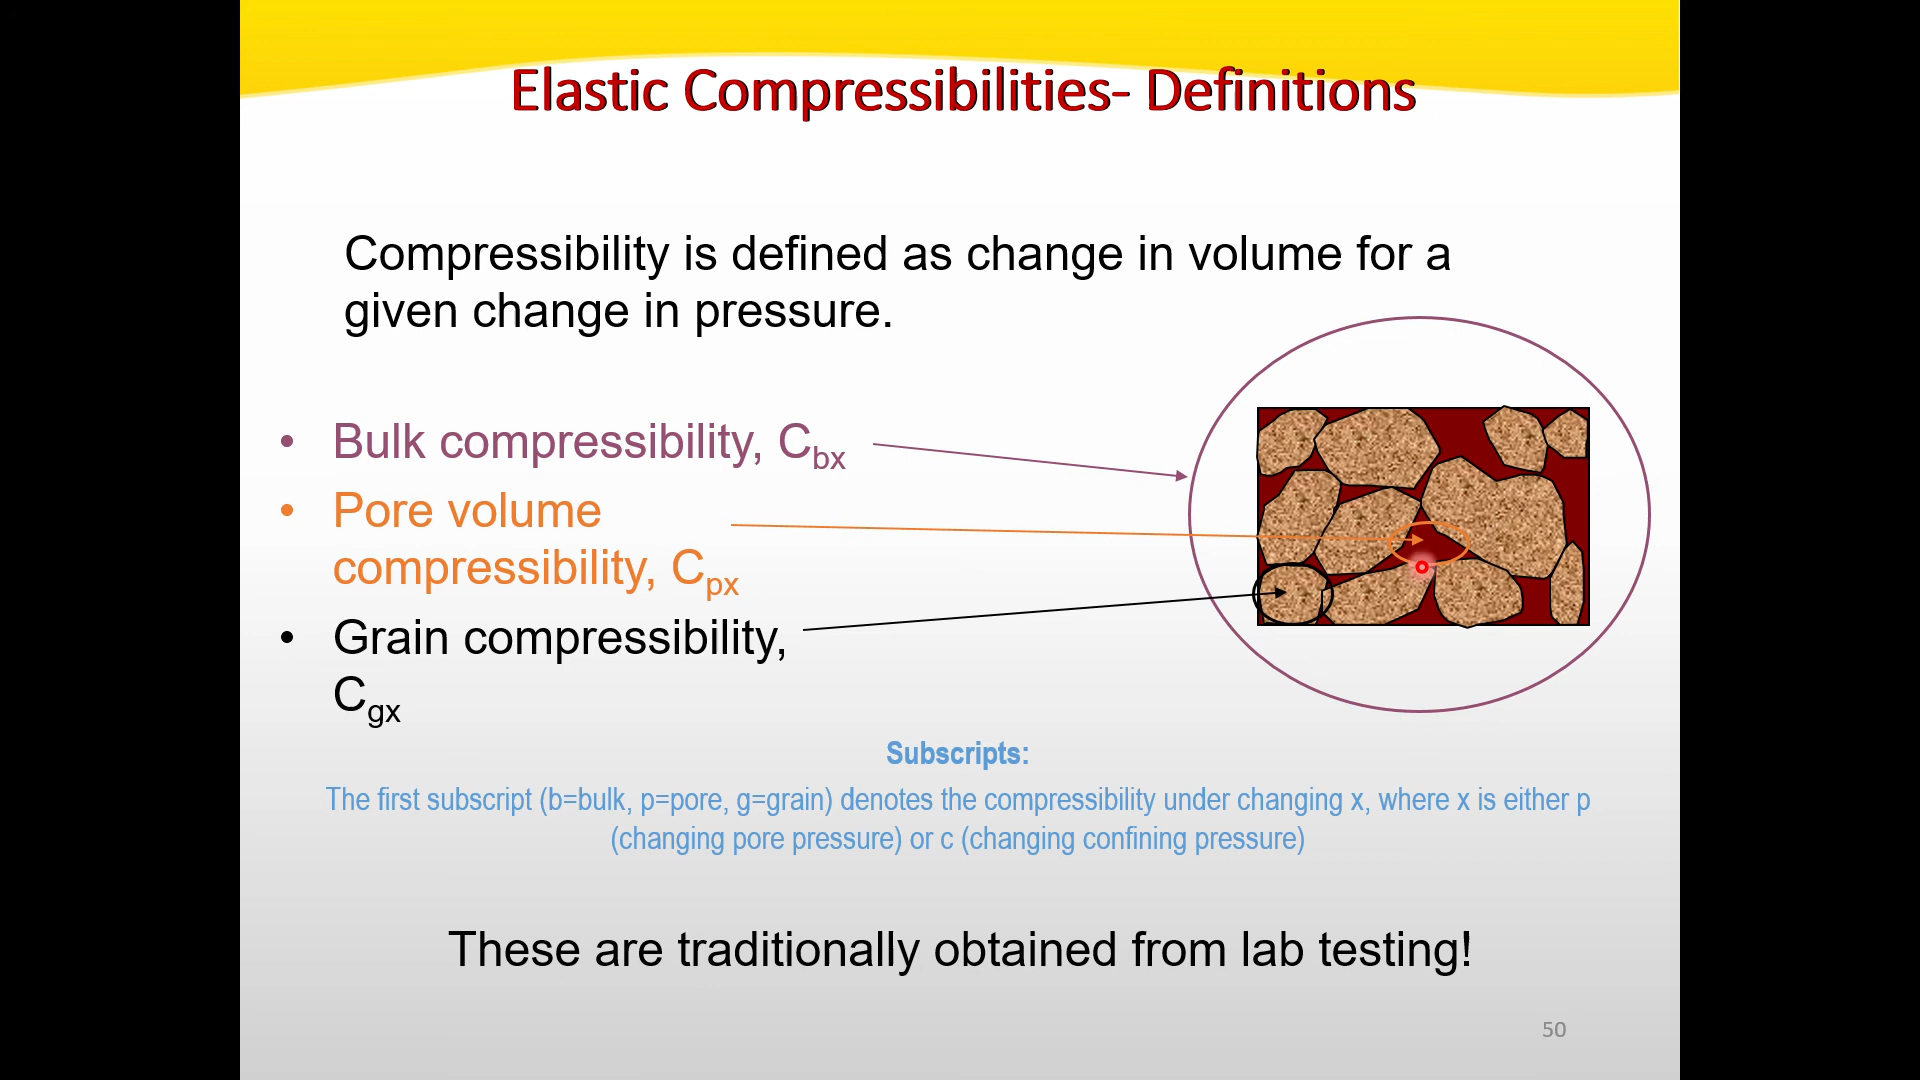 Elastic Compressibilities- Definitions
Compressibility is defined as change in volume for a
given change in pressure.
• Bulk compressibility, Cbx
• Pore volume
compressibility, Cpx
• Grain compressibility,
Cgx
Subscripts:
The first subscript (b=bulk, p=pore, g=grain) denotes the compressibility under changing x, where x is either p
(changing pore pressure) or c (changing confining pressure)
These are traditionally obtained from lab testing!
50